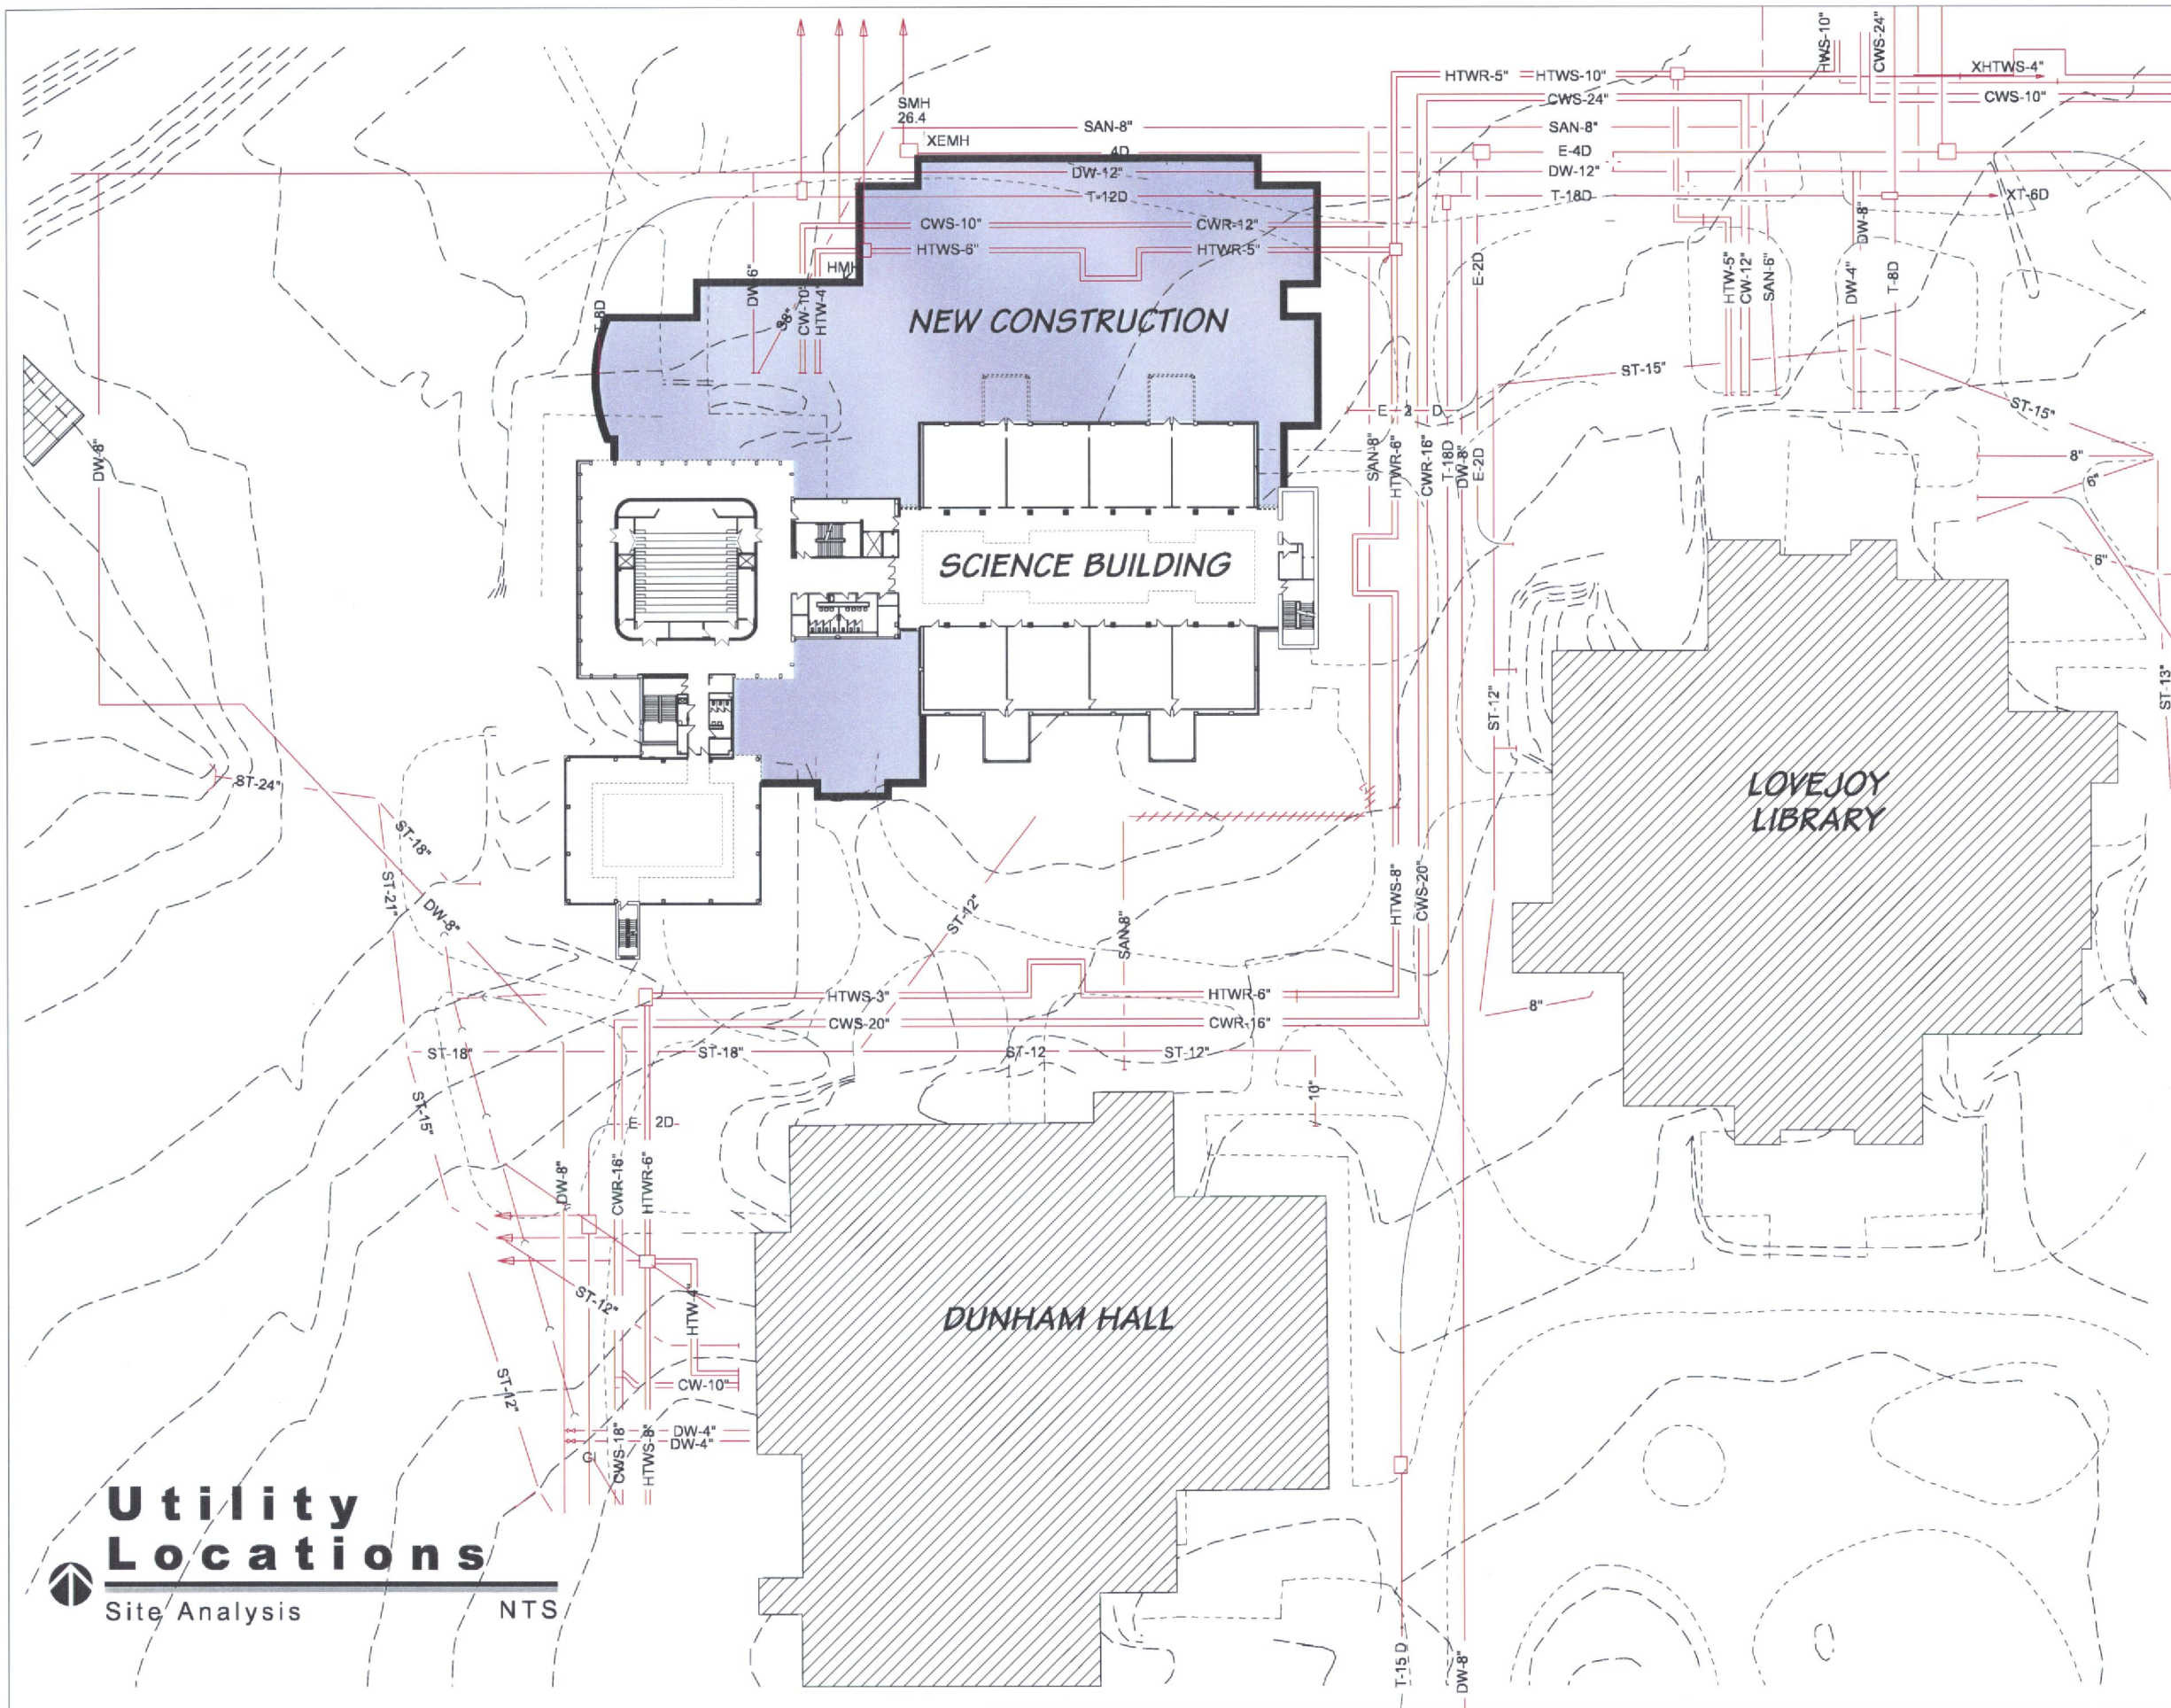 HWS-10"
CWS-24"
HTWR-5"
HTWS-10"
XHTWS-4"
CWS-24"
CWS-10"
SMH
26.4
SAN-8"
SAN-8"
XEMH
4D
E-4D
DW-12"
DW-12"
T-12D
T-18D
XT-6D
CWS-10"
CWR-12"
DW-8"
HTWS-6"
HTWR-5"
HMH
E-2D
DW-6"
CW-10"
HTW-4"
HTW-5"
CW-12"
SAN-6"
DW-4"
T-8D
T-8D
S8"
NEW CONSTRUCTION
ST-15"
ST-15"
E 2 D
DW-8"
SAN-8"
HTWR-6"
CWR-16"
T-18D
DW-8"
E-2D
8"
6"
SCIENCE BUILDING
6"
ST-12"
ST-13"
ST-24"
LOVEJOY
LIBRARY
ST-18"
ST-21"
DW-8"
ST-12"
SAN-8"
HTWS-8"
CWS-20"
HTWS-3"
HTWR-6"
8"
CWS-20"
CWR-16"
ST-18"
ST-18"
ST-12
ST-12"
ST-15"
10"
E 2D
DW-8"
CWR-16"
HTWR-6"
ST-12"
HTW-4"
DUNHAM HALL
ST-12"
CW-10"
DW-4"
DW-4"
CWS-18"
HTWS-8"
Utility
Locations
Site Analysis
NTS
T-15 D
DW-8"